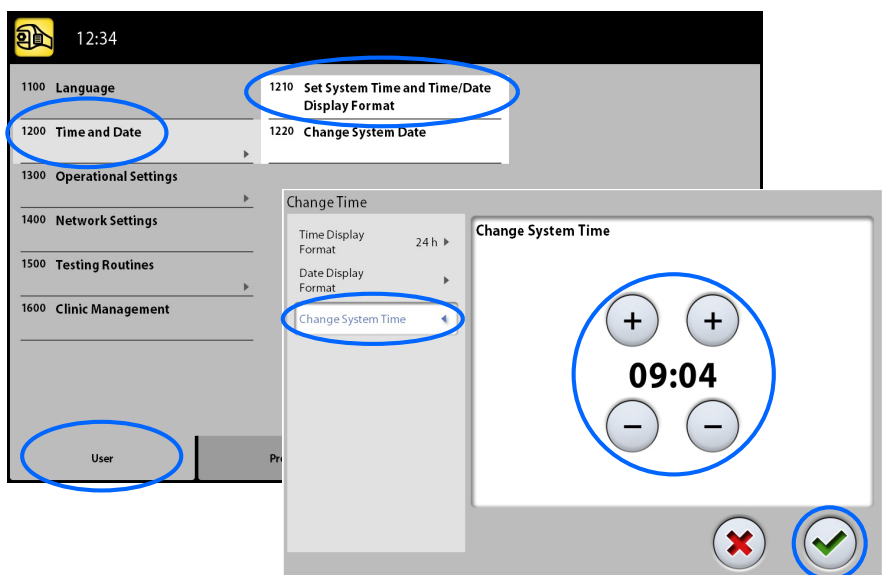 12:34
1100 Language
1200 Time and Date
1300 Operational Settings
1400 Network Settings
1500 Testing Routines
1600 Clinic Management
1210 Set System Time and Time/Date
Display Format
1220 Change System Date
User
Change Time
Time Display
Format 24 h
Date Display
Format
Change System Time
Change System Time
+ +
09:04
− −